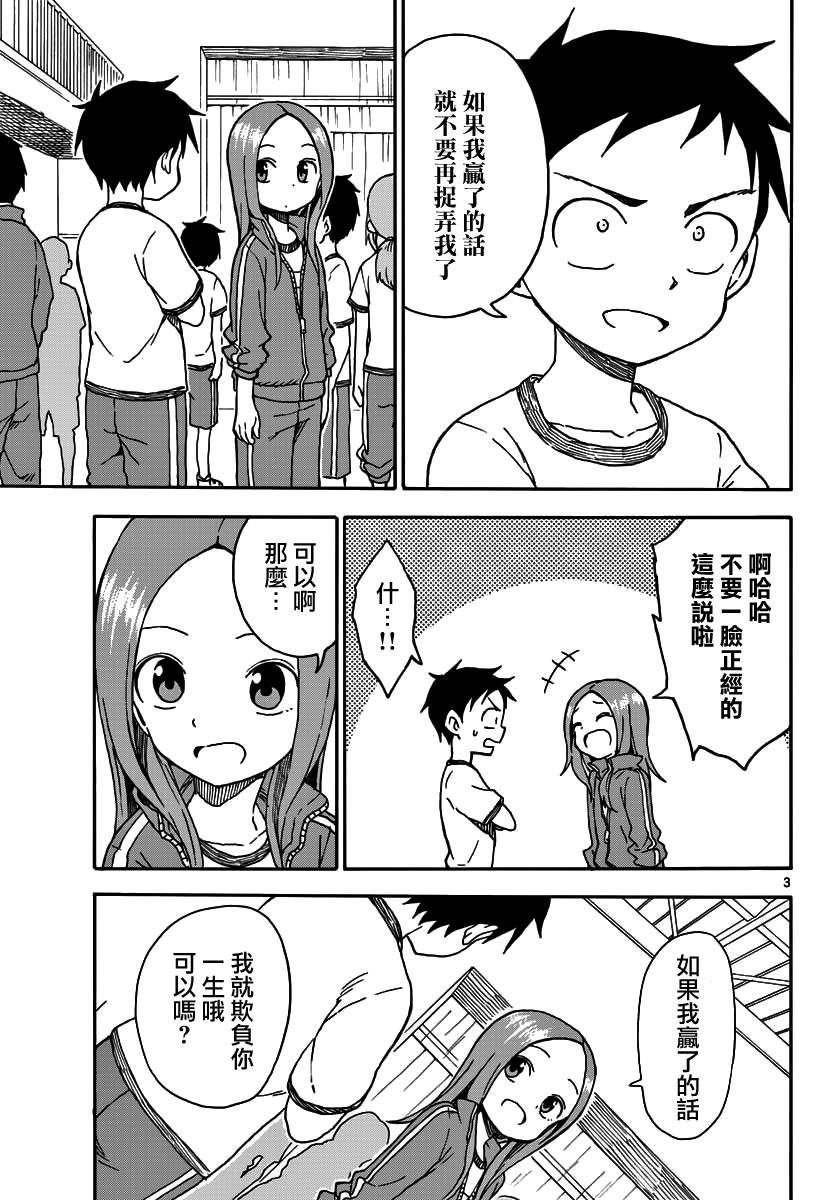 如果我贏了的話
就不要再捉弄我了
啊哈哈
不要一臉正經的
這麼說啦
什…!!
可以啊
那麼…
3
如果我贏了的話
我就欺負你
一生哦
可以嗎?